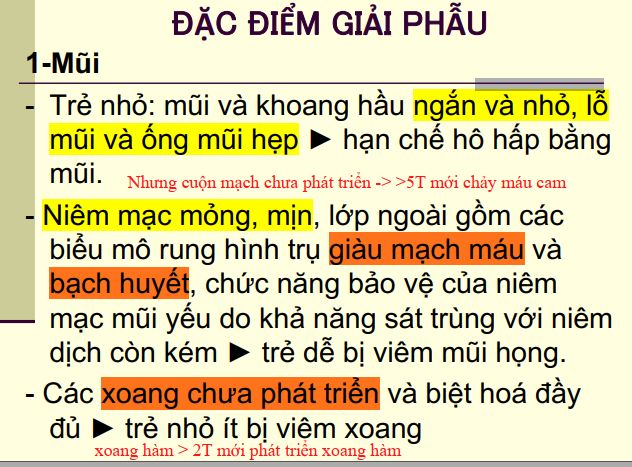 ĐẶC ĐIỂM GIẢI PHẪU
1-Mũi
- Trẻ nhỏ: mũi và khoang hầu ngắn và nhỏ, lỗ
mũi và ống mũi hẹp ► hạn chế hô hấp bằng
mũi.
Nhưng cuộn mạch chưa phát triển -> >5T mới chảy máu cam
- Niêm mạc mỏng, mịn, lớp ngoài gồm các
biểu mô rung hình trụ giàu mạch máu và
bạch huyết, chức năng bảo vệ của niêm
mạc mũi yếu do khả năng sát trùng với niêm
dịch còn kém ► trẻ dễ bị viêm mũi họng.
- Các xoang chưa phát triển và biệt hoá đầy
đủ ► trẻ nhỏ ít bị viêm xoang
xoang hàm > 2T mới phát triển xoang hàm